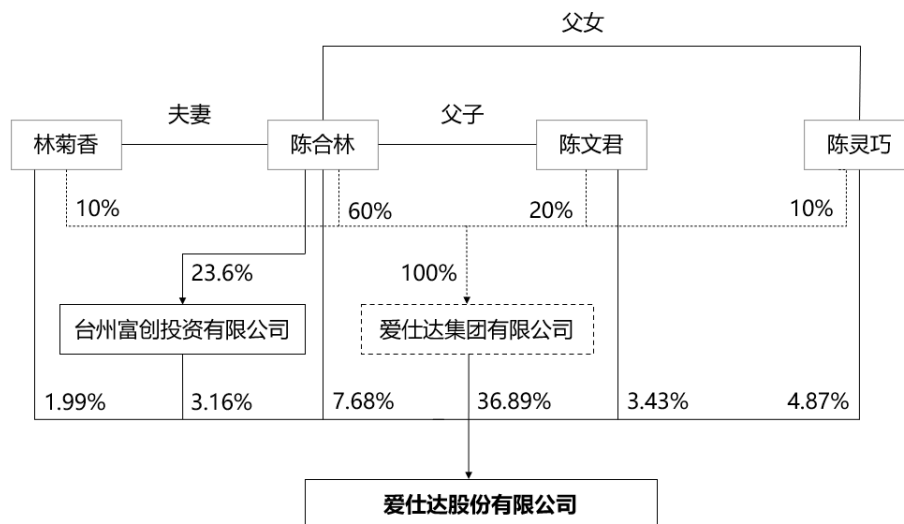 父女
夫妻
父子
林菊香
陈合林
陈文君
陈灵巧
10%
60%
20%
10%
23.6%
100%
台州富创投资有限公司
爱仕达集团有限公司
1.99%
3.16%
7.68%
36.89%
3.43%
4.87%
爱仕达股份有限公司